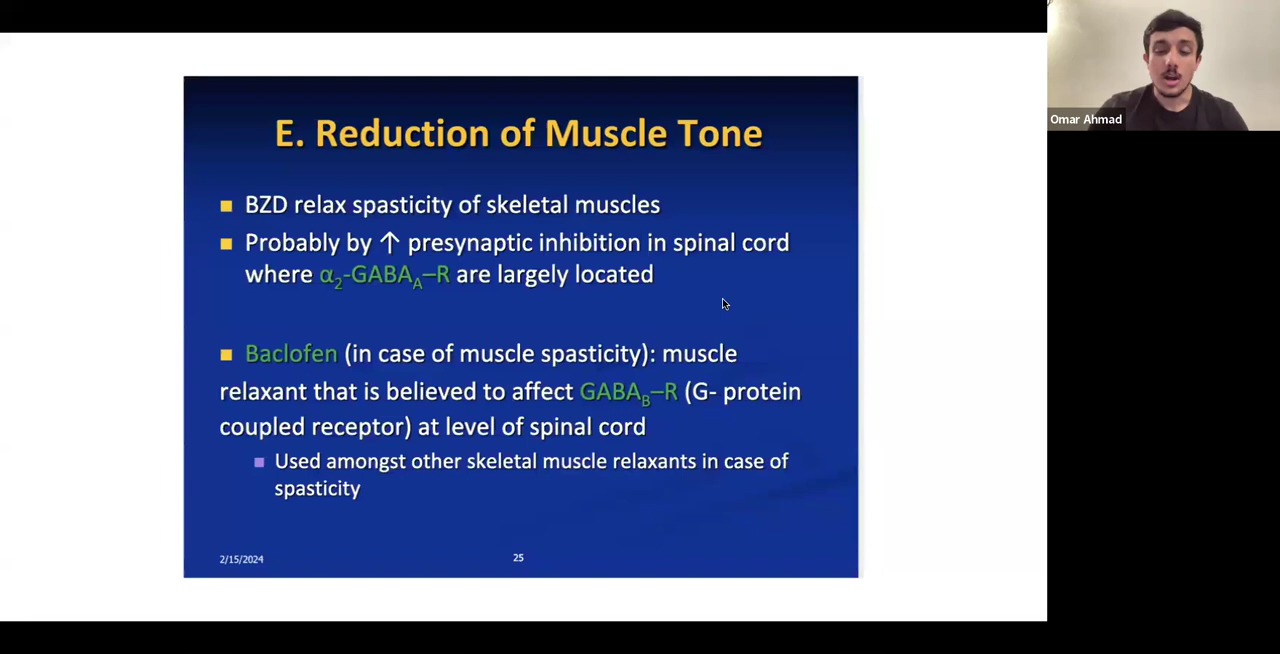 E. Reduction of Muscle Tone
BZD relax spasticity of skeletal muscles
Probably by ↑ presynaptic inhibition in spinal cord
where α₂-GABA_A–R are largely located
Baclofen (in case of muscle spasticity): muscle
relaxant that is believed to affect GABA_B–R (G- protein
coupled receptor) at level of spinal cord
Used amongst other skeletal muscle relaxants in case of
spasticity
2/15/2024
25
Omar Ahmad